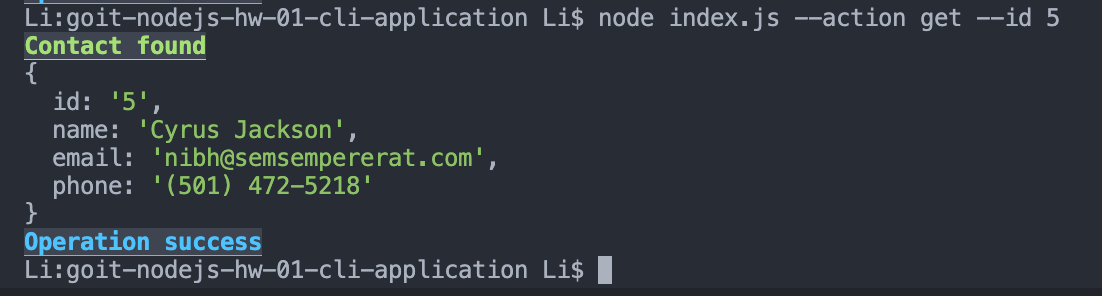 Li:goit-nodejs-hw-01-cli-application Li$ node index.js --action get --id 5
Contact found
{
  id: '5',
  name: 'Cyrus Jackson',
  email: 'nibh@semsempererat.com',
  phone: '(501) 472-5218'
}
Operation success
Li:goit-nodejs-hw-01-cli-application Li$